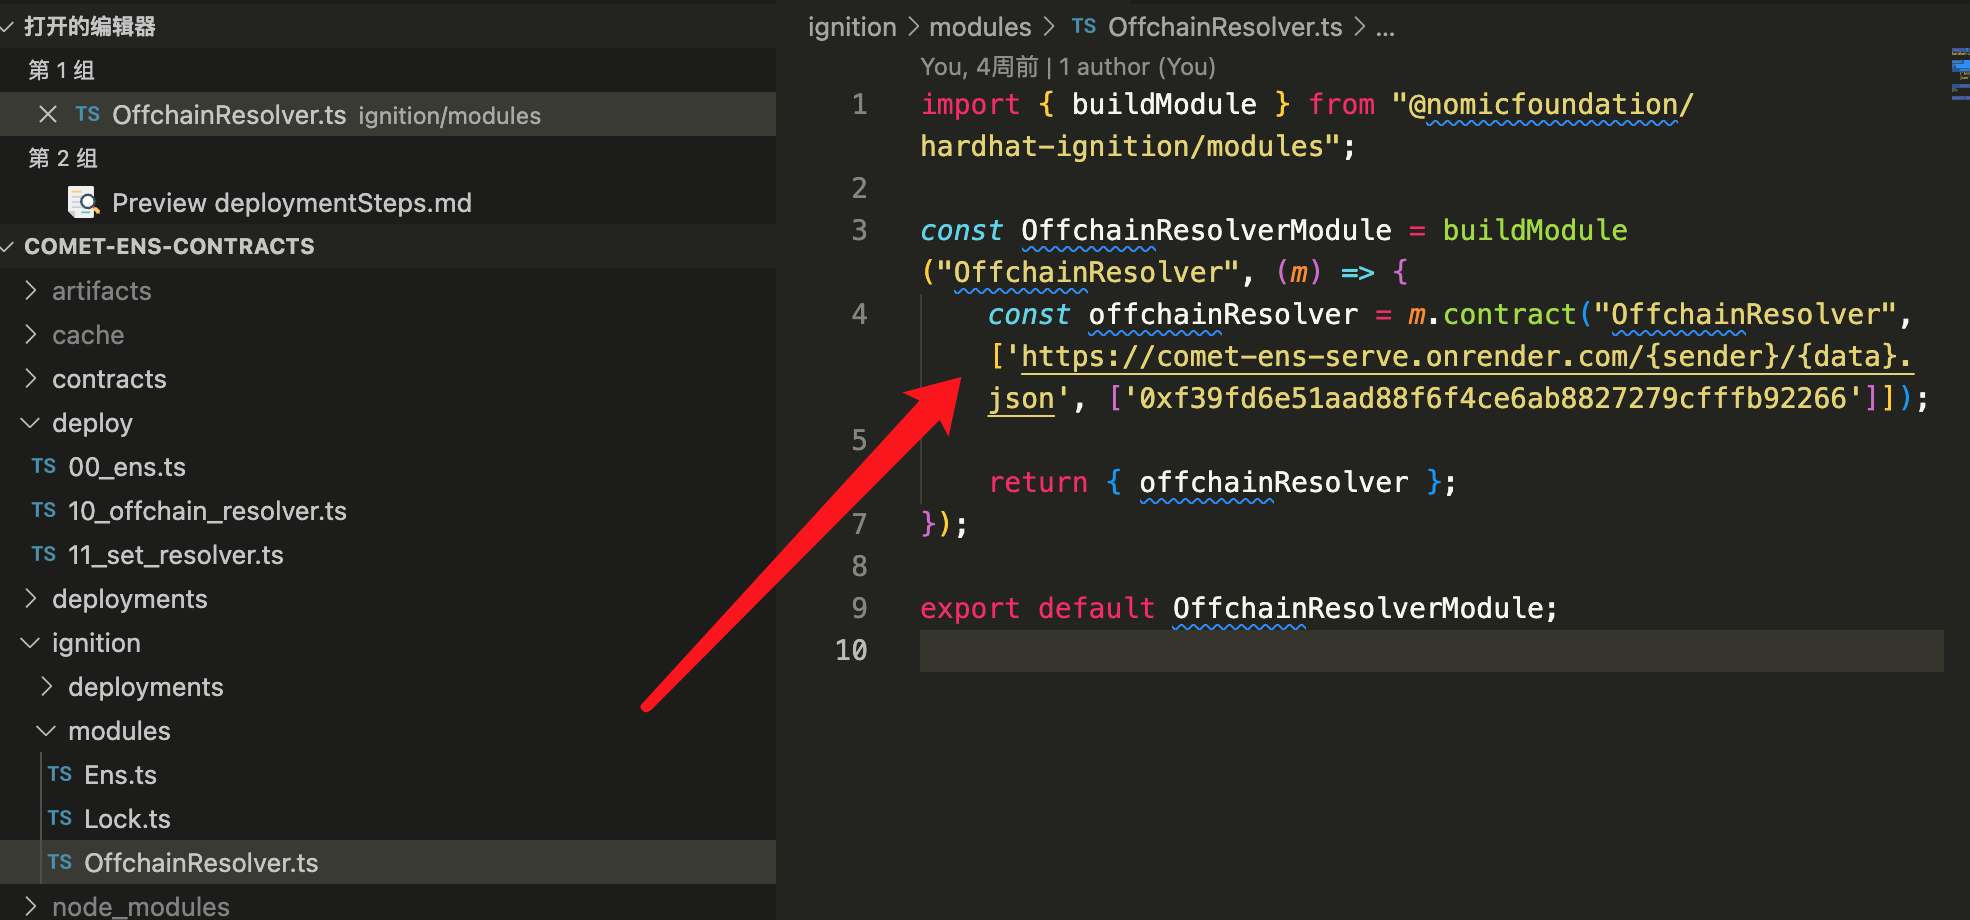 打开的编辑器
第 1 组
TS OffchainResolver.ts ignition/modules
第 2 组
Preview deploymentSteps.md
COMET-ENS-CONTRACTS
artifacts
cache
contracts
deploy
TS 00_ens.ts
TS 10_offchain_resolver.ts
TS 11_set_resolver.ts
deployments
ignition
deployments
modules
TS Ens.ts
TS Lock.ts
TS OffchainResolver.ts
node_modules
ignition > modules > TS OffchainResolver.ts > ...
You, 4周前 | 1 author (You)
1 import { buildModule } from "@nomicfoundation/
hardhat-ignition/modules";
2
3 const OffchainResolverModule = buildModule
("OffchainResolver", (m) => {
4 const offchainResolver = m.contract("OffchainResolver",
['https://comet-ens-serve.onrender.com/{sender}/{data}.
json', ['0xf39fd6e51aad88f6f4ce6ab8827279cfffb92266']]);
5
return { offchainResolver };
7 });
8
9 export default OffchainResolverModule;
10